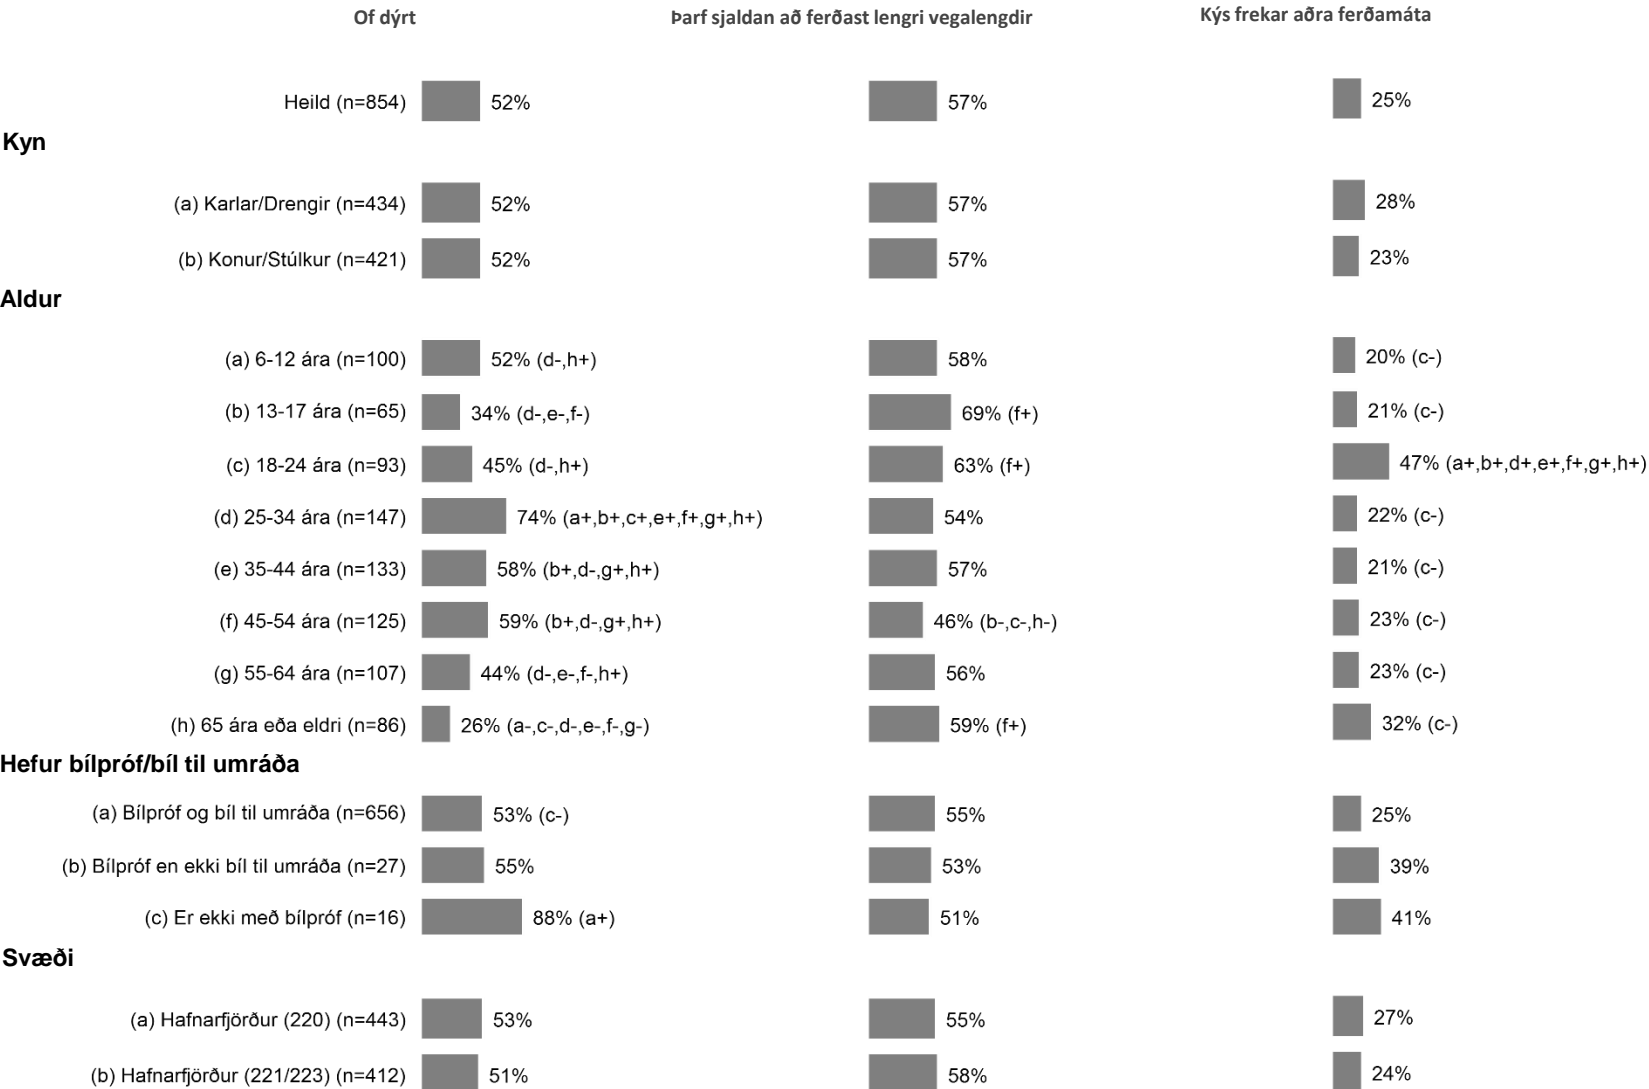 Of dýrt Þarf sjaldan að ferðast lengri vegalengdir Kýs frekar aðra ferðamáta
Heild (n=854) 52% 57% 25%
Kyn
(a) Karlar/Drengir (n=434) 52% 57% 28%
(b) Konur/Stúlkur (n=421) 52% 57% 23%
Aldur
(a) 6-12 ára (n=100) 52% (d-,h+) 58% 20% (c-)
(b) 13-17 ára (n=65) 34% (d-,e-,f-) 69% (f+) 21% (c-)
(c) 18-24 ára (n=93) 45% (d-,h+) 63% (f+) 47% (a+,b+,d+,e+,f+,g+,h+)
(d) 25-34 ára (n=147) 74% (a+,b+,c+,e+,f+,g+,h+) 54% 22% (c-)
(e) 35-44 ára (n=133) 58% (b+,d-,g+,h+) 57% 21% (c-)
(f) 45-54 ára (n=125) 59% (b+,d-,g+,h+) 46% (b-,c-,h-) 23% (c-)
(g) 55-64 ára (n=107) 44% (d-,e-,f-,h+) 56% 23% (c-)
(h) 65 ára eða eldri (n=86) 26% (a-,c-,d-,e-,f-,g-) 59% (f+) 32% (c-)
Hefur bílpróf/bíl til umráða
(a) Bílpróf og bíl til umráða (n=656) 53% (c-) 55% 25%
(b) Bílpróf en ekki bíl til umráða (n=27) 55% 53% 39%
(c) Er ekki með bílpróf (n=16) 88% (a+) 51% 41%
Svæði
(a) Hafnarfjörður (220) (n=443) 53% 55% 27%
(b) Hafnarfjörður (221/223) (n=412) 51% 58% 24%